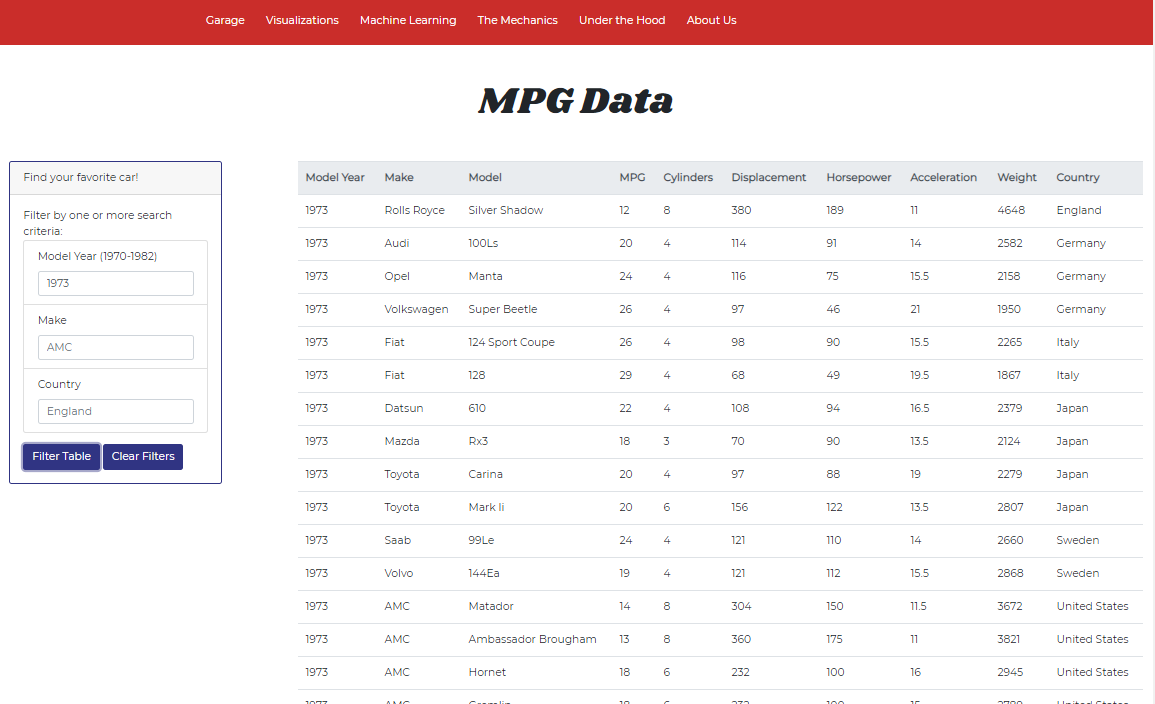 Garage Visualizations Machine Learning The Mechanics Under the Hood About Us
MPG Data
Find your favorite car!
Filter by one or more search
criteria:
Model Year (1970-1982)
1973
Make
AMC
Country
England
Filter Table Clear Filters
Model Year Make Model MPG Cylinders Displacement Horsepower Acceleration Weight Country
1973 Rolls Royce Silver Shadow 12 8 380 189 11 4648 England
1973 Audi 100Ls 20 4 114 91 14 2582 Germany
1973 Opel Manta 24 4 116 75 15.5 2158 Germany
1973 Volkswagen Super Beetle 26 4 97 46 21 1950 Germany
1973 Fiat 124 Sport Coupe 26 4 98 90 15.5 2265 Italy
1973 Fiat 128 29 4 68 49 19.5 1867 Italy
1973 Datsun 610 22 4 108 94 16.5 2379 Japan
1973 Mazda Rx3 18 3 70 90 13.5 2124 Japan
1973 Toyota Carina 20 4 97 88 19 2279 Japan
1973 Toyota Mark Ii 20 6 156 122 13.5 2807 Japan
1973 Saab 99Le 24 4 121 110 14 2660 Sweden
1973 Volvo 144Ea 19 4 121 112 15.5 2868 Sweden
1973 AMC Matador 14 8 304 150 11.5 3672 United States
1973 AMC Ambassador Brougham 13 8 360 175 11 3821 United States
1973 AMC Hornet 18 6 232 100 16 2945 United States
1973 AMC Gremlin 18 6 232 100 15 2789 United States